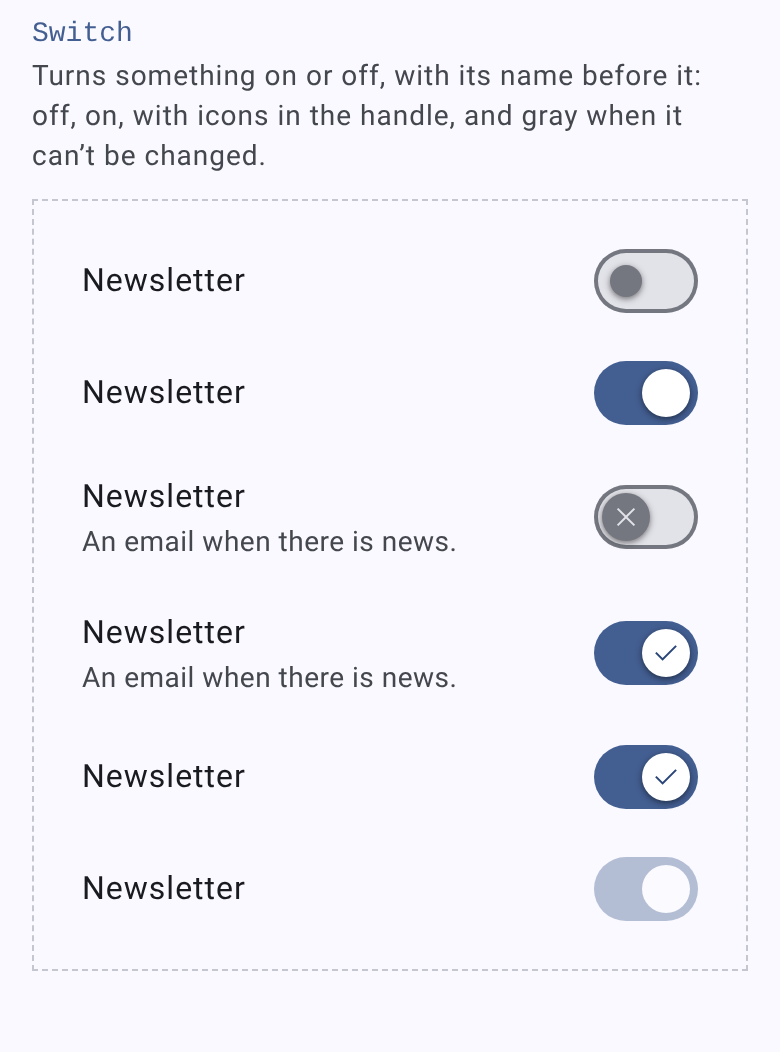 Switch
Turns something on or off, with its name before it:
off, on, with icons in the handle, and gray when it
can’t be changed.
Newsletter
Newsletter
Newsletter
An email when there is news.
Newsletter
An email when there is news.
Newsletter
Newsletter